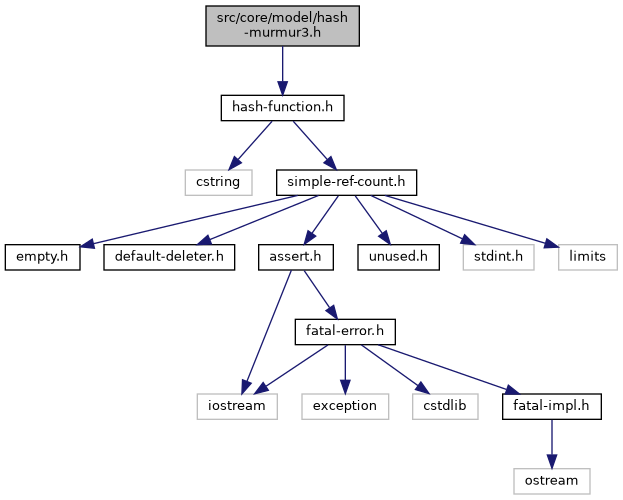 src/core/model/hash
-murmur3.h
hash-function.h
cstring
simple-ref-count.h
empty.h
default-deleter.h
assert.h
unused.h
stdint.h
limits
fatal-error.h
iostream
exception
cstdlib
fatal-impl.h
ostream